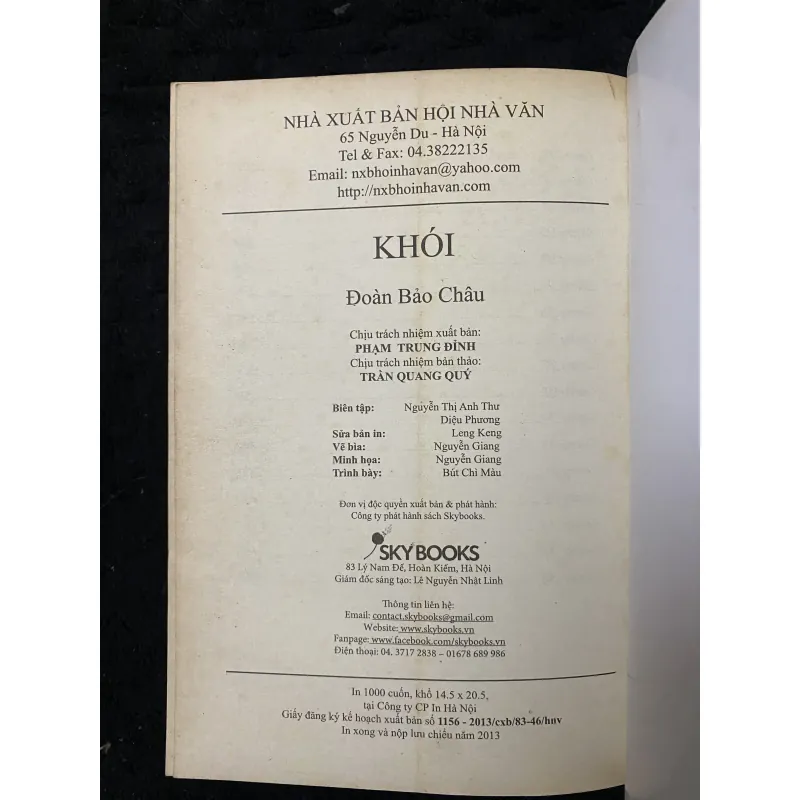 NHÀ XUẤT BẢN HỘI NHÀ VĂN
65 Nguyễn Du - Hà Nội
Tel & Fax: 04.38222135
Email: nxbhoinhavan@yahoo.com
http://nxbhoinhavan.com
KHÓI
Đoàn Bảo Châu
Chịu trách nhiệm xuất bản:
PHẠM TRUNG ĐỈNH
Chịu trách nhiệm bản thảo:
TRẦN QUANG QUÝ
Biên tập: Nguyễn Thị Anh Thư
Diệu Phương
Sửa bản in: Leng Keng
Vẽ bìa: Nguyễn Giang
Minh họa: Nguyễn Giang
Trình bày: Bút Chì Màu
Đơn vị độc quyền xuất bản & phát hành:
Công ty phát hành sách Skybooks.
SKYBOOKS
83 Lý Nam Đế, Hoàn Kiếm, Hà Nội
Giám đốc sáng tạo: Lê Nguyễn Nhật Linh
Thông tin liên hệ:
Email: contact.skybooks@gmail.com
Website: www.skybooks.vn
Fanpage: www.facebook.com/skybooks.vn
Điện thoại: 04. 3717 2838 – 01678 689 986
In 1000 cuốn, khổ 14.5 x 20.5,
tại Công ty CP In Hà Nội
Giấy đăng ký kế hoạch xuất bản số 1156 - 2013/cxb/83-46/hnv
In xong và nộp lưu chiểu năm 2013